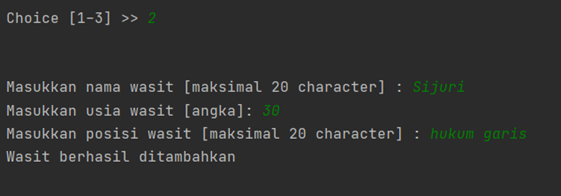 Choice [1-3] >> 2
Masukkan nama wasit [maksimal 20 character] : Sijuri
Masukkan usia wasit [angka]: 30
Masukkan posisi wasit [maksimal 20 character] : hukum garis
Wasit berhasil ditambahkan